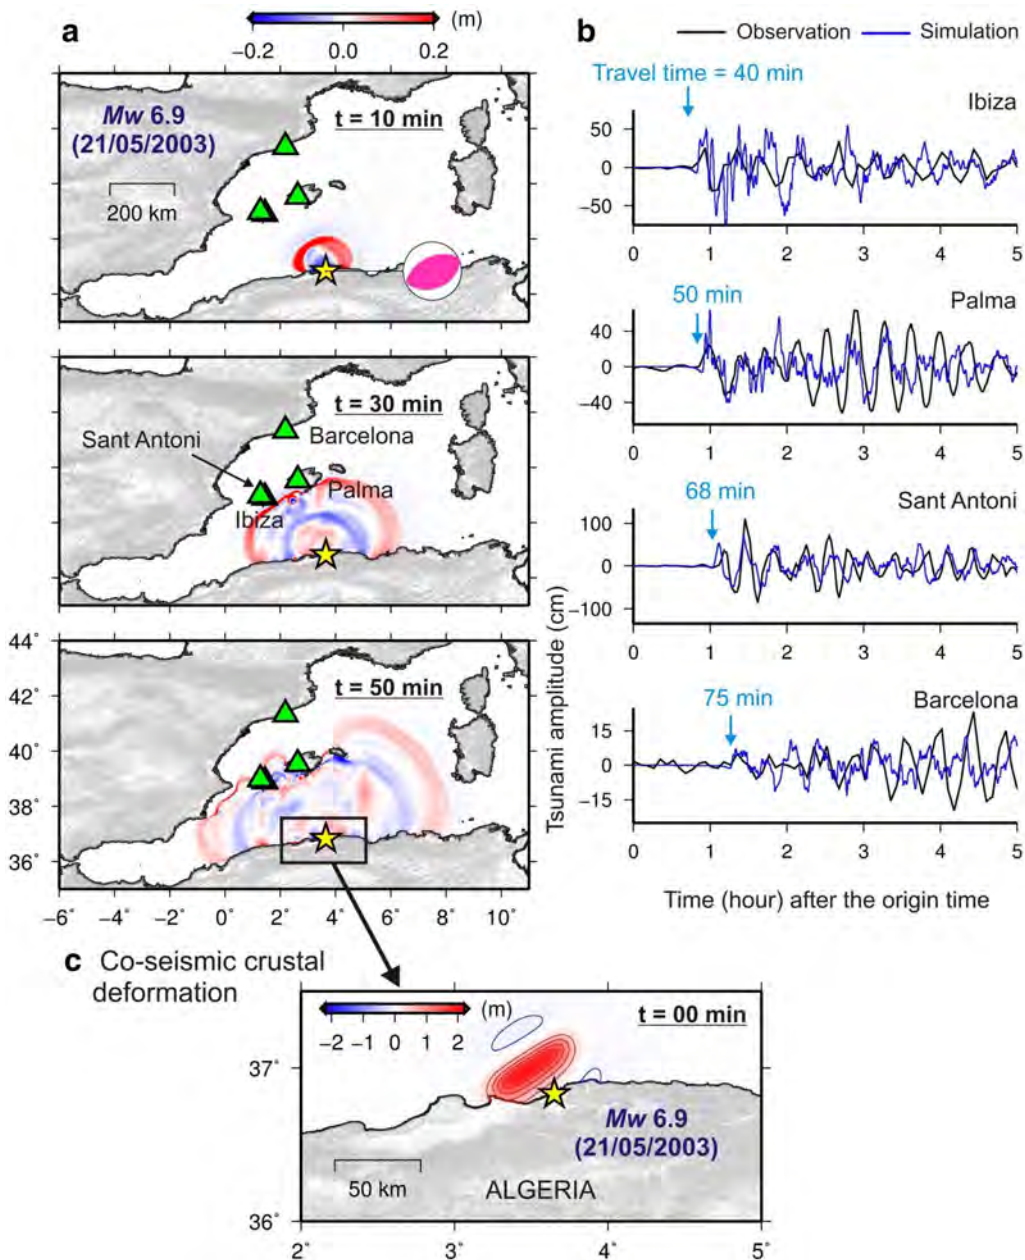 a
(m)
−0.2 0.0 0.2
Mw 6.9
(21/05/2003)
t = 10 min
200 km
t = 30 min
Sant Antoni
Barcelona
Palma
Ibiza
t = 50 min
44˚
42˚
40˚
38˚
36˚
−6˚ −4˚ −2˚ 0˚ 2˚ 4˚ 6˚ 8˚ 10˚
b
Observation Simulation
Travel time = 40 min
Ibiza
50
0
−50
0 1 2 3 4 5
50 min
Palma
40
0
−40
0 1 2 3 4 5
68 min
Sant Antoni
100
0
−100
0 1 2 3 4 5
75 min
Barcelona
15
0
−15
0 1 2 3 4 5
Tsunami amplitude (cm)
Time (hour) after the origin time
c Co-seismic crustal
deformation
(m)
−2 −1 0 1 2
t = 00 min
37˚
Mw 6.9
(21/05/2003)
50 km
ALGERIA
36˚
2˚ 3˚ 4˚ 5˚